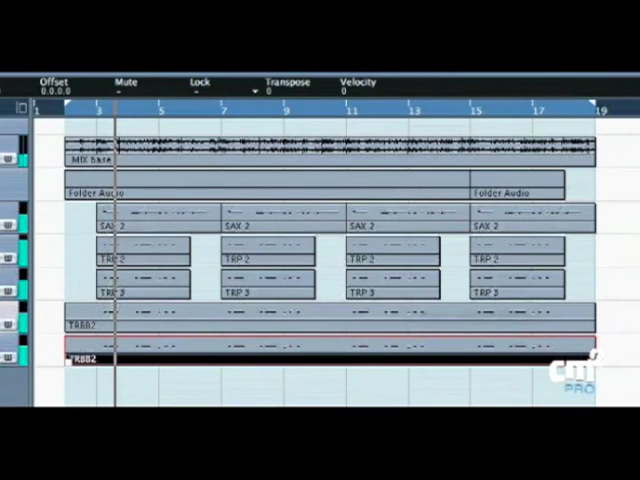 Offset Mute Lock Transpose Velocity
0.0.0.0 - - 0 0
1 3 5 7 9 11 13 15 17 19
MIX base
Folder Audio Folder Audio
SAX 2 SAX 2 SAX 2 SAX 2
TRP 2 TRP 2 TRP 2 TRP 2
TRP 3 TRP 3 TRP 3 TRP 3
TRBB2
TRBB2
cm2
PRO